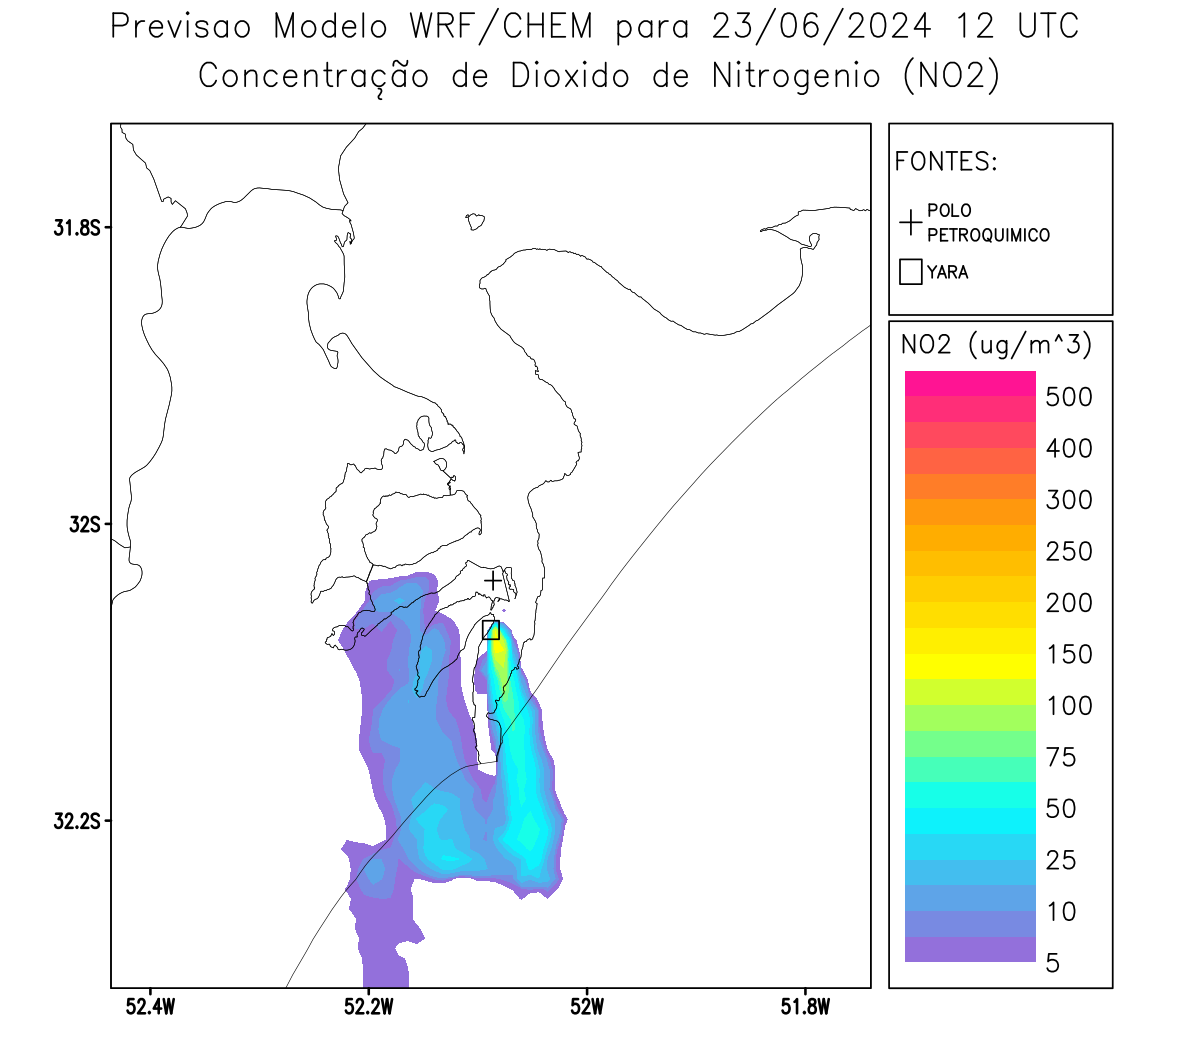 Previsao Modelo WRF/CHEM para 23/06/2024 12 UTC
Concentração de Dioxido de Nitrogenio (NO2)
FONTES:
POLO
PETROQUIMICO
YARA
NO2 (ug/m^3)
500
400
300
250
200
150
100
75
50
25
10
5
31.8S
32S
32.2S
52.4W
52.2W
52W
51.8W